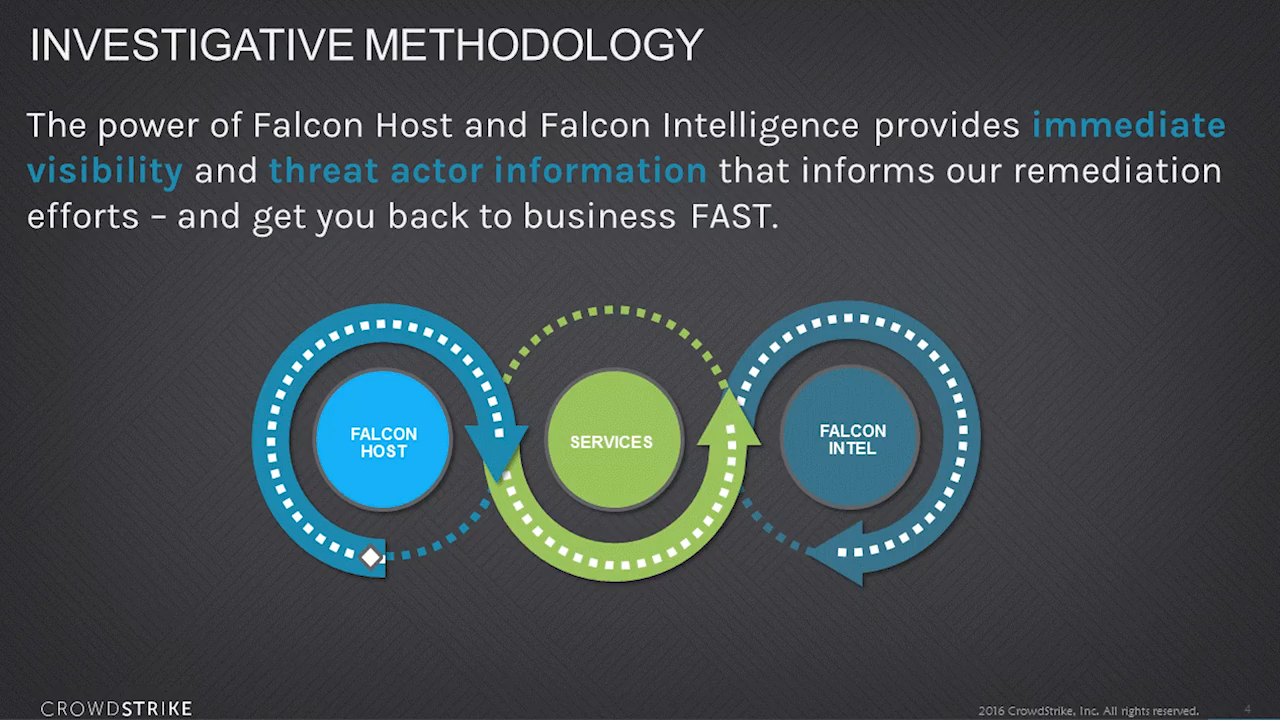 INVESTIGATIVE METHODOLOGY
The power of Falcon Host and Falcon Intelligence provides immediate
visibility and threat actor information that informs our remediation
efforts – and get you back to business FAST.
FALCON
HOST
SERVICES
FALCON
INTEL
CROWDSTRIKE
2016 CrowdStrike, Inc. All rights reserved.
4